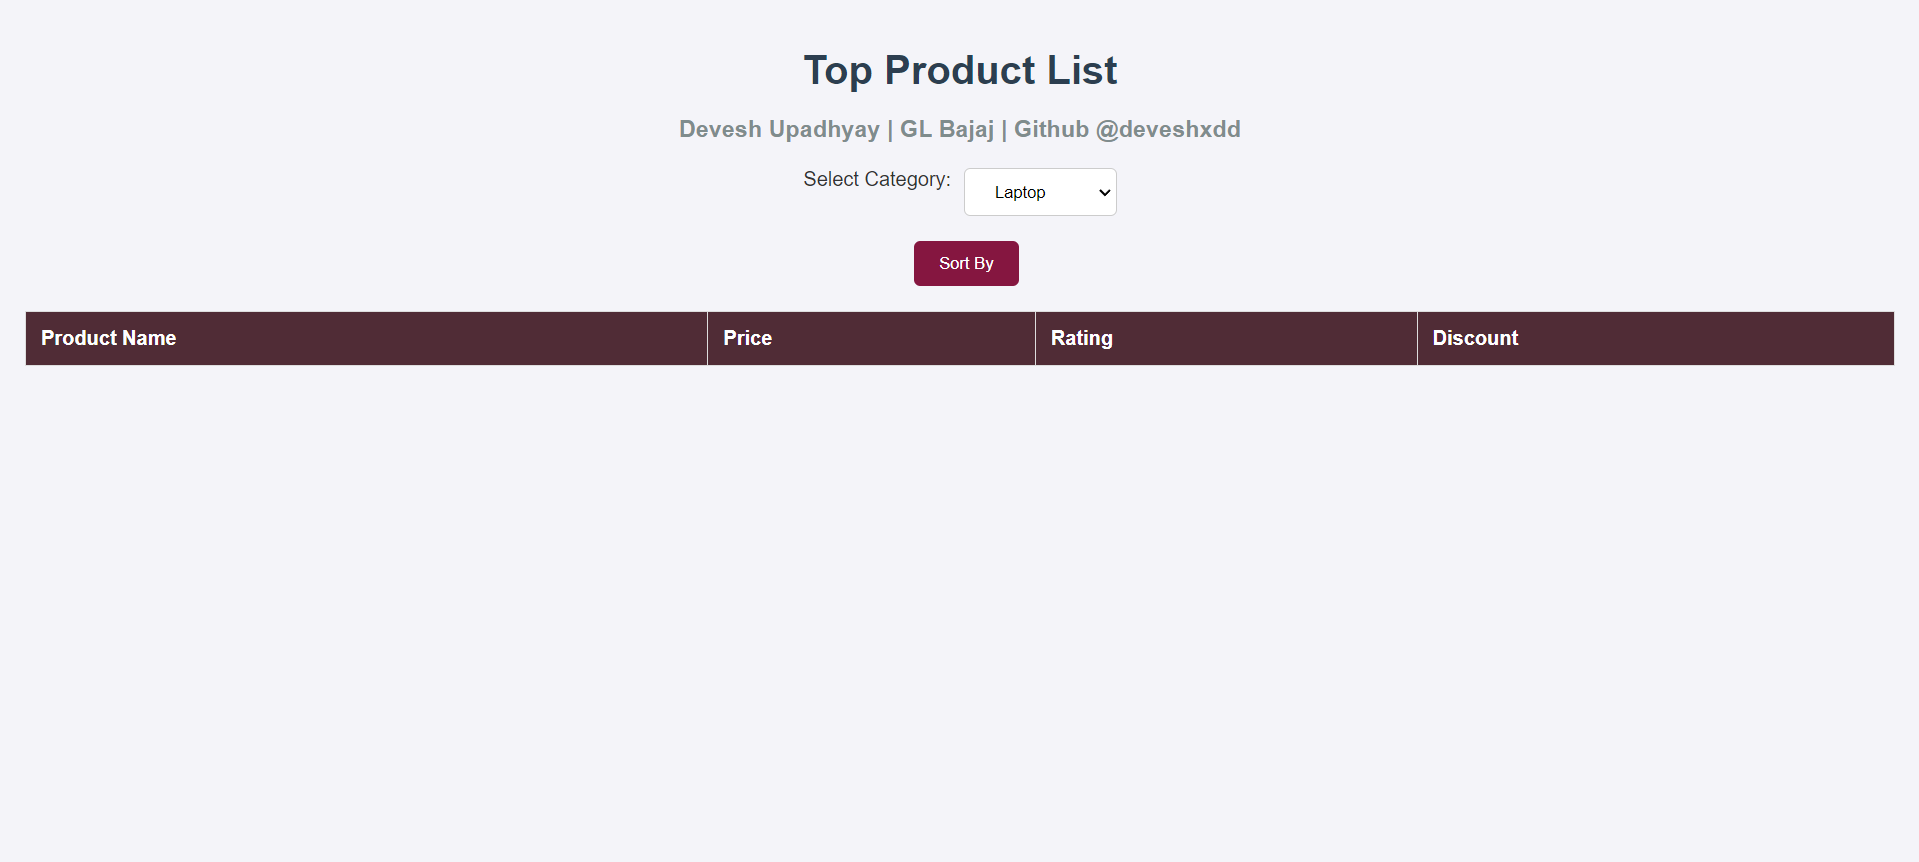 Top Product List
Devesh Upadhyay | GL Bajaj | Github @deveshxdd
Select Category: Laptop
Sort By
Product Name Price Rating Discount